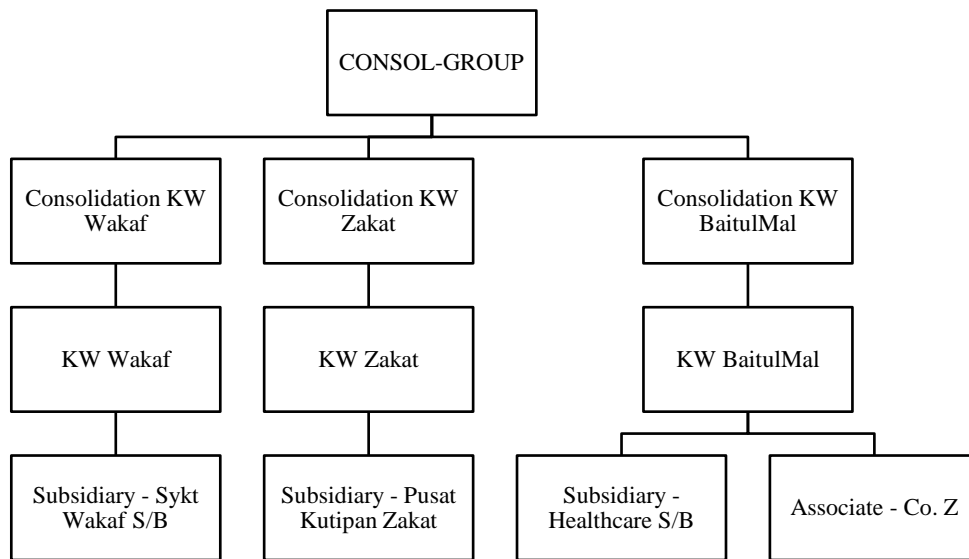 CONSOL-GROUP
Consolidation KW
Wakaf
Consolidation KW
Zakat
Consolidation KW
BaitulMal
KW Wakaf
KW Zakat
KW BaitulMal
Subsidiary - Sykt
Wakaf S/B
Subsidiary - Pusat
Kutipan Zakat
Subsidiary -
Healthcare S/B
Associate - Co. Z